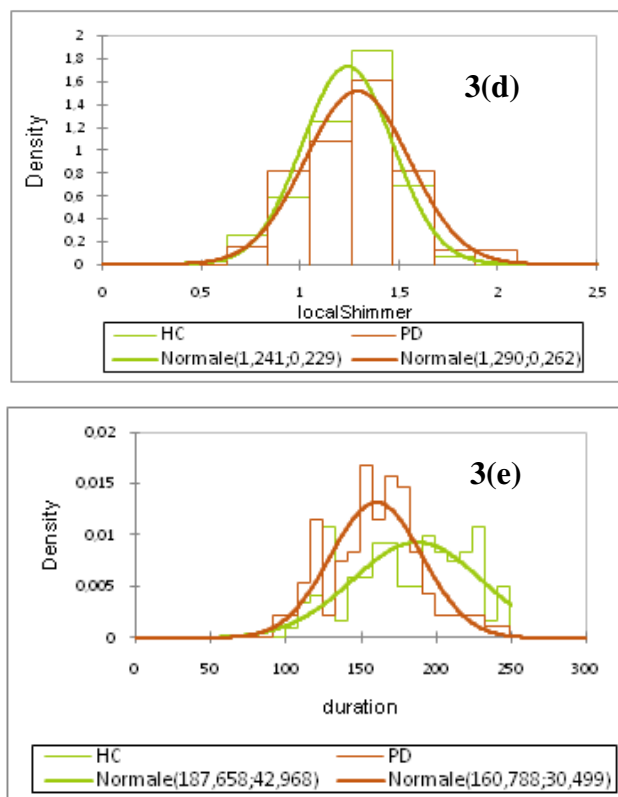 2
1,8
1,6
1,4
1,2
1
0,8
0,6
0,4
0,2
0
Density
3(d)
0 0,5 1 1,5 2 2,5
localShimmer
HC PD
Normale(1,241;0,229) Normale(1,290;0,262)
0,02
0,015
0,01
0,005
0
Density
3(e)
0 50 100 150 200 250 300
duration
HC PD
Normale(187,658;42,968) Normale(160,788;30,499)